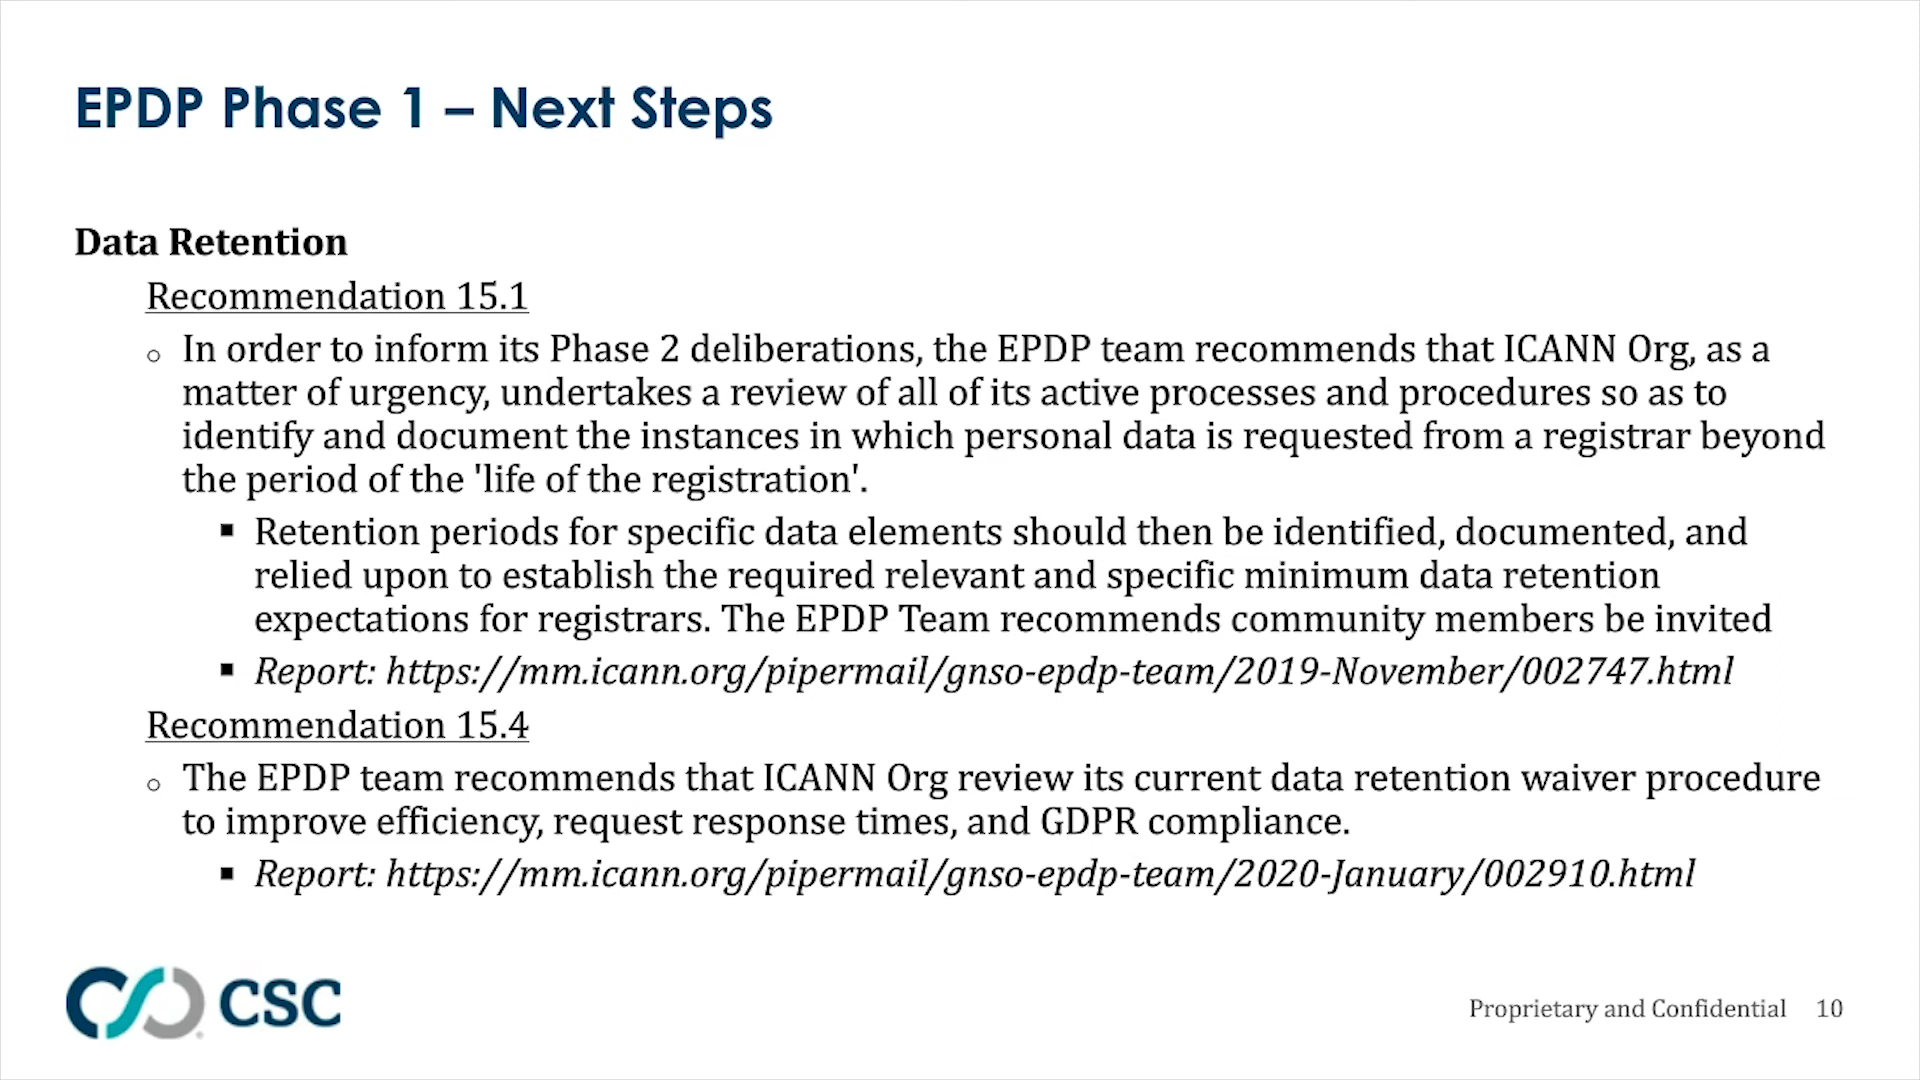 EPDP Phase 1 – Next Steps
Data Retention
Recommendation 15.1
o In order to inform its Phase 2 deliberations, the EPDP team recommends that ICANN Org, as a
matter of urgency, undertakes a review of all of its active processes and procedures so as to
identify and document the instances in which personal data is requested from a registrar beyond
the period of the 'life of the registration'.
▪ Retention periods for specific data elements should then be identified, documented, and
relied upon to establish the required relevant and specific minimum data retention
expectations for registrars. The EPDP Team recommends community members be invited
▪ Report: https://mm.icann.org/pipermail/gnso-epdp-team/2019-November/002747.html
Recommendation 15.4
o The EPDP team recommends that ICANN Org review its current data retention waiver procedure
to improve efficiency, request response times, and GDPR compliance.
▪ Report: https://mm.icann.org/pipermail/gnso-epdp-team/2020-January/002910.html
CSC
Proprietary and Confidential 10